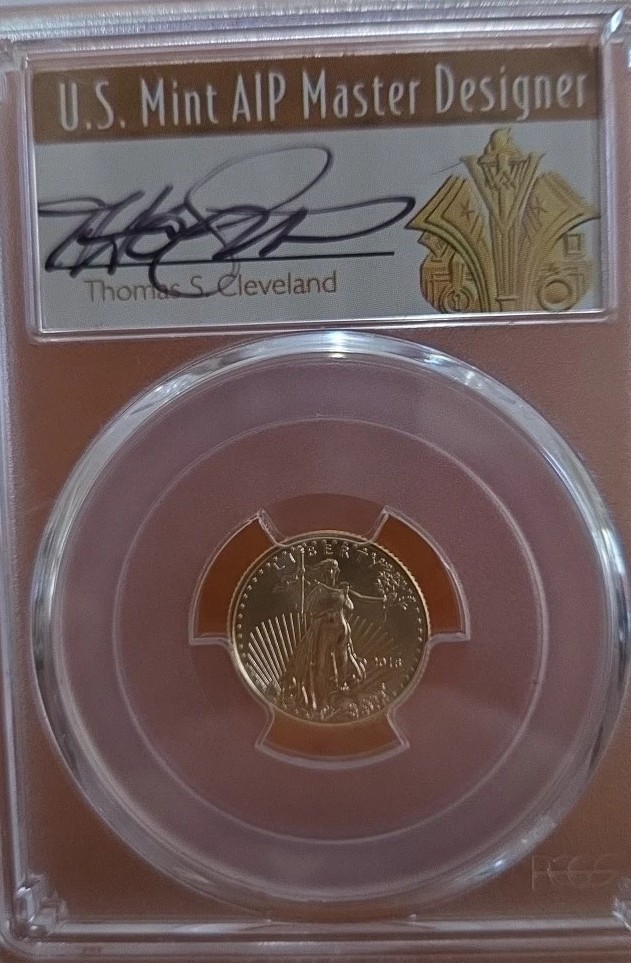 U.S. Mint AIP Master Designer
Thomas S. Cleveland
LIBERTY
PCGS